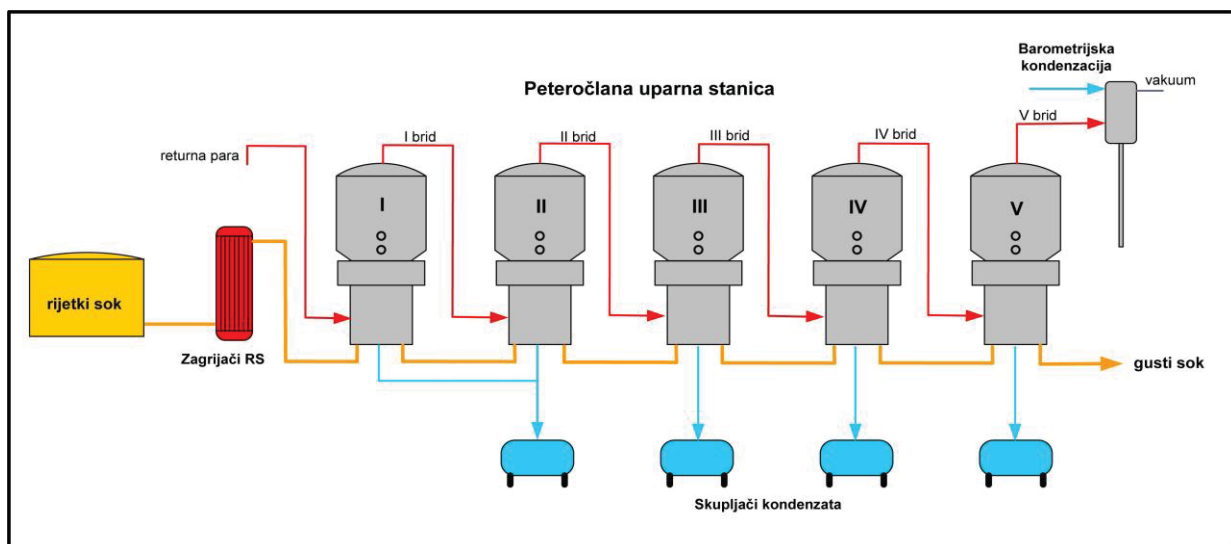 Barometrijska
kondenzacija
vakuum
Peteročlana uparna stanica
V brid
I brid
II brid
III brid
IV brid
returna para
I
II
III
IV
V
rijetki sok
Zagrijači RS
gusti sok
Skupljači kondenzata